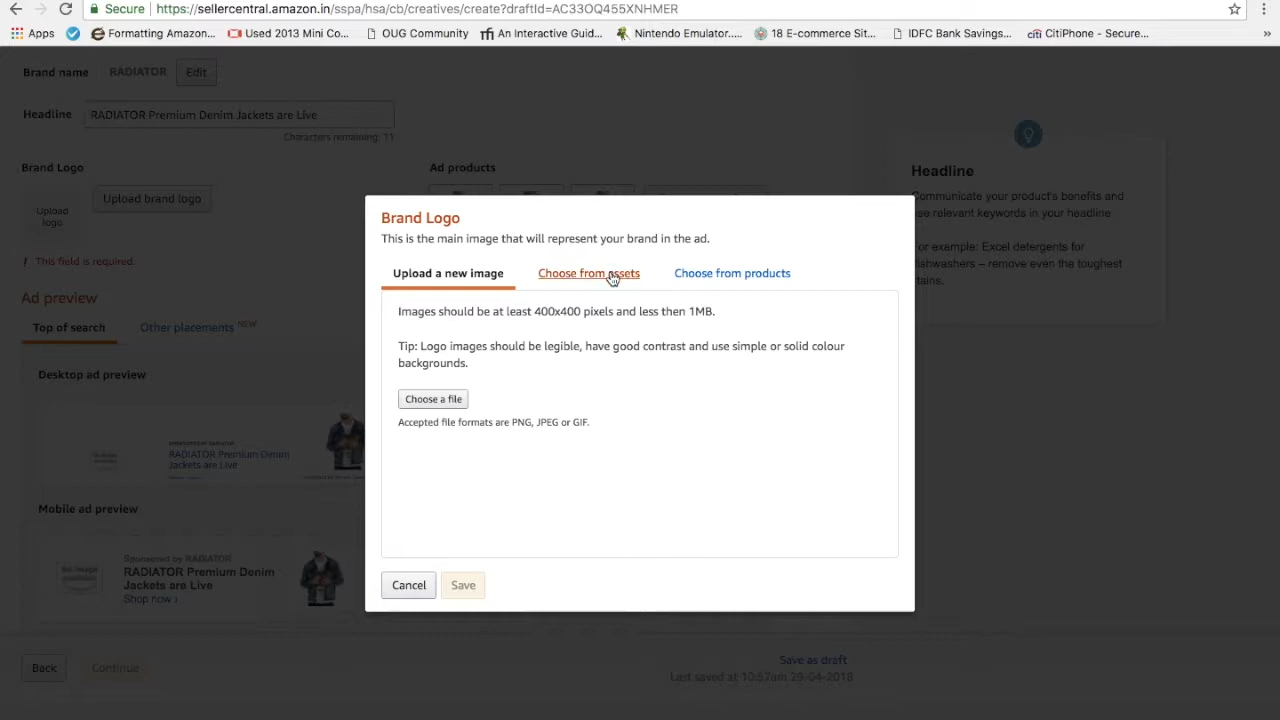 Secure
https://sellercentral.amazon.in/sspa/hsa/cb/creatives/create?draftId=AC33OQ455XNHMER
Apps
Formatting Amazon...
Used 2013 Mini Co...
OUG Community
An Interactive Guid...
Nintendo Emulator.....
18 E-commerce Sit...
IDFC Bank Savings...
citi CitiPhone - Secure...
»
Brand name RADIATOR Edit
Headline RADIATOR Premium Denim Jackets are Live
Characters remaining: 11
Brand Logo
Upload logo
Upload brand logo
! This field is required.
Ad products
Ad preview
Top of search
Other placements NEW
Desktop ad preview
RADIATOR Premium Denim
Jackets are Live
Mobile ad preview
Sponsored by RADIATOR
RADIATOR Premium Denim
Jackets are Live
Shop now ›
Back
Continue
Save as draft
Last saved at 10:57am 29-04-2018
Headline
Communicate your product's benefits and
use relevant keywords in your headline
or example: Excel detergents for
dishwashers – remove even the toughest
tains.
Brand Logo
This is the main image that will represent your brand in the ad.
Upload a new image
Choose from assets
Choose from products
Images should be at least 400x400 pixels and less then 1MB.
Tip: Logo images should be legible, have good contrast and use simple or solid colour
backgrounds.
Choose a file
Accepted file formats are PNG, JPEG or GIF.
Cancel
Save